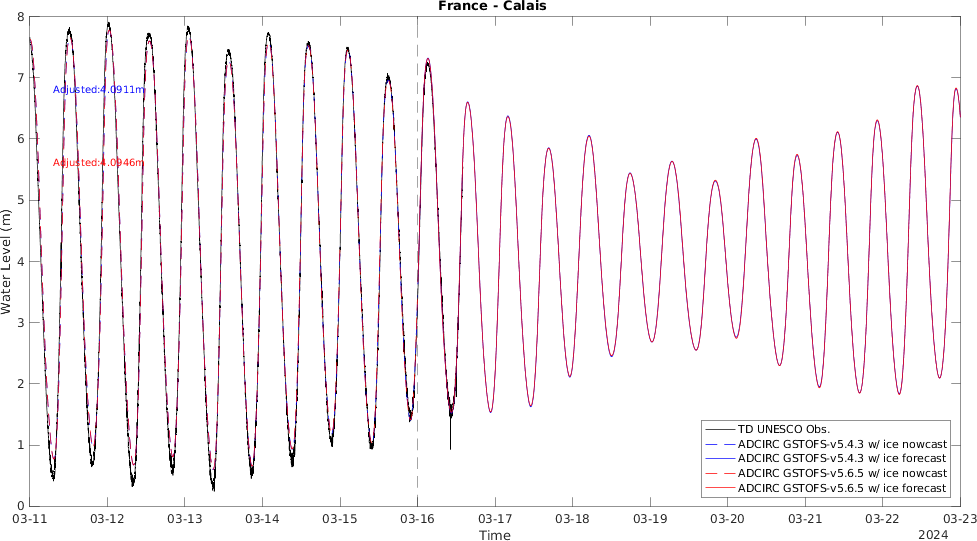 France - Calais
8
7
6
5
4
3
2
1
0
Water Level (m)
Adjusted:4.0911m
Adjusted:4.0946m
TD UNESCO Obs.
ADCIRC GSTOFS-v5.4.3 w/ ice nowcast
ADCIRC GSTOFS-v5.4.3 w/ ice forecast
ADCIRC GSTOFS-v5.6.5 w/ ice nowcast
ADCIRC GSTOFS-v5.6.5 w/ ice forecast
03-11 03-12 03-13 03-14 03-15 03-16 03-17 03-18 03-19 03-20 03-21 03-22 03-23
Time
2024